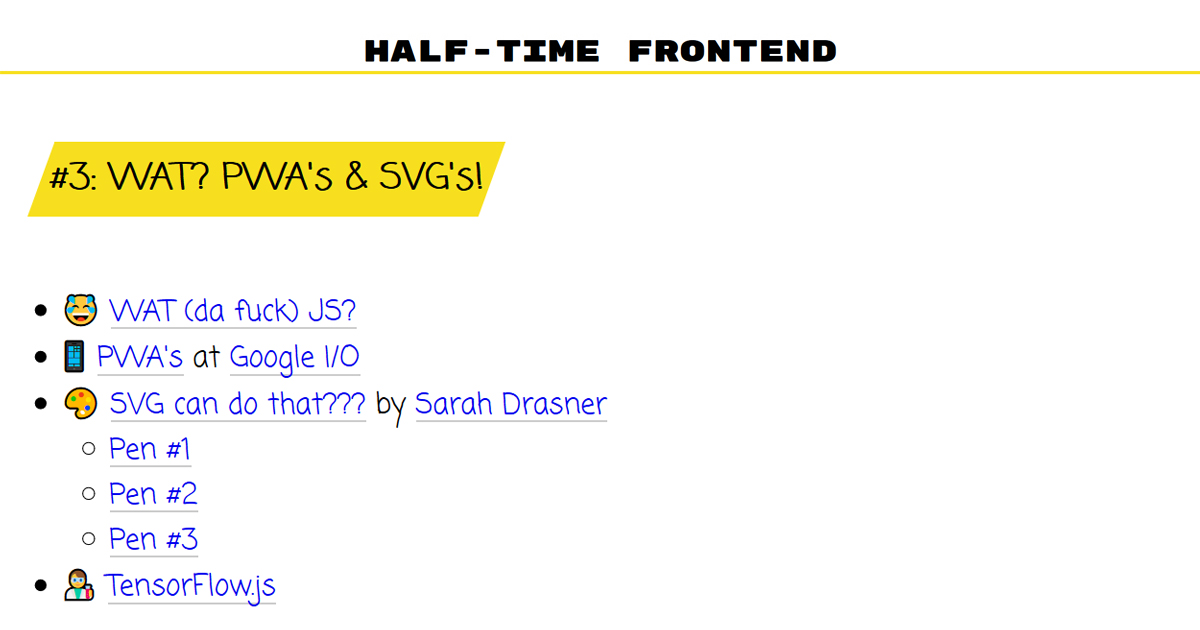 HALF-TIME FRONTEND
#3: WAT? PWA's & SVG's!
WAT (da fuck) JS?
PWA's at Google I/O
SVG can do that??? by Sarah Drasner
Pen #1
Pen #2
Pen #3
TensorFlow.js